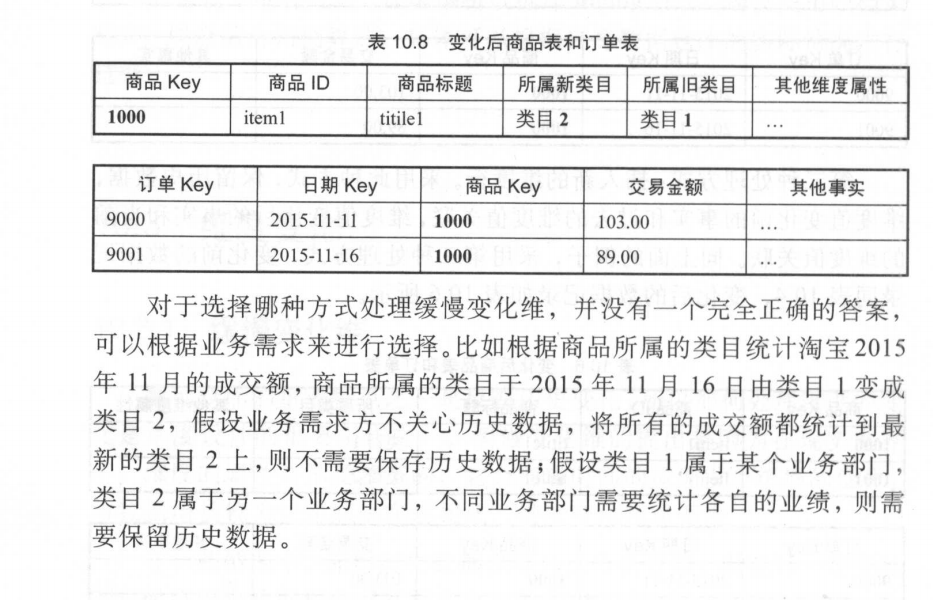 表 10.8 变化后商品表和订单表
商品 Key 商品 ID 商品标题 所属新类目 所属旧类目 其他维度属性
1000 item1 titile1 类目 2 类目 1 …
订单 Key 日期 Key 商品 Key 交易金额 其他事实
9000 2015-11-11 1000 103.00 …
9001 2015-11-16 1000 89.00 …
对于选择哪种方式处理缓慢变化维，并没有一个完全正确的答案，
可以根据业务需求来进行选择。比如根据商品所属的类目统计淘宝 2015
年 11 月的成交额，商品所属的类目于 2015 年 11 月 16 日由类目 1 变成
类目 2，假设业务需求方不关心历史数据，将所有的成交额都统计到最
新的类目 2 上，则不需要保存历史数据；假设类目 1 属于某个业务部门，
类目 2 属于另一个业务部门，不同业务部门需要统计各自的业绩，则需
要保留历史数据。